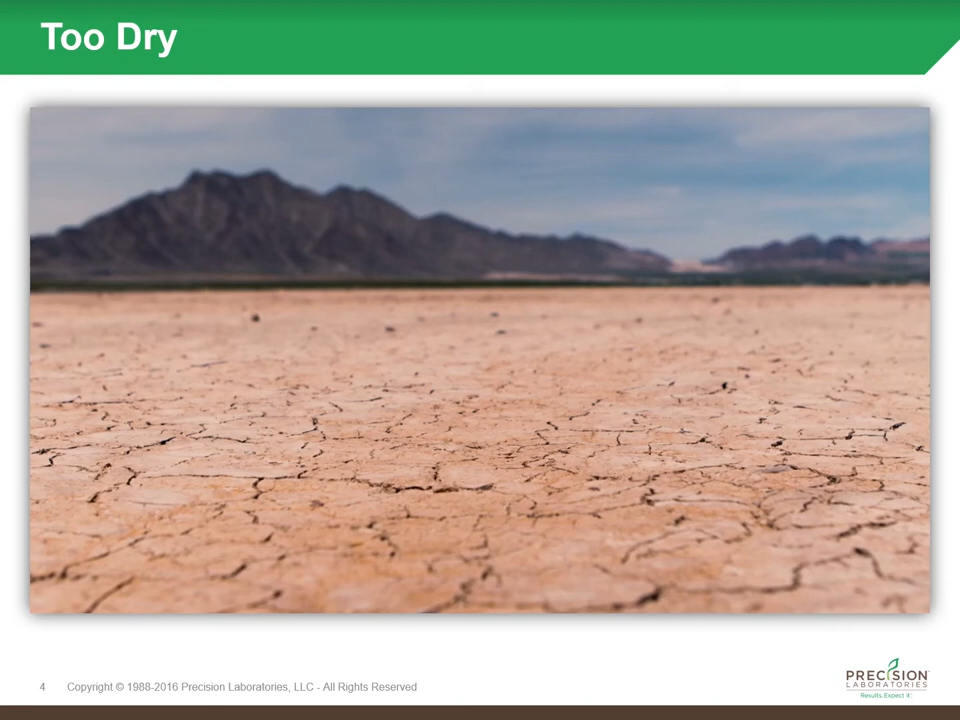 Too Dry
4 Copyright © 1988-2016 Precision Laboratories, LLC - All Rights Reserved
PRECISION
LABORATORIES
Results. Expect it.